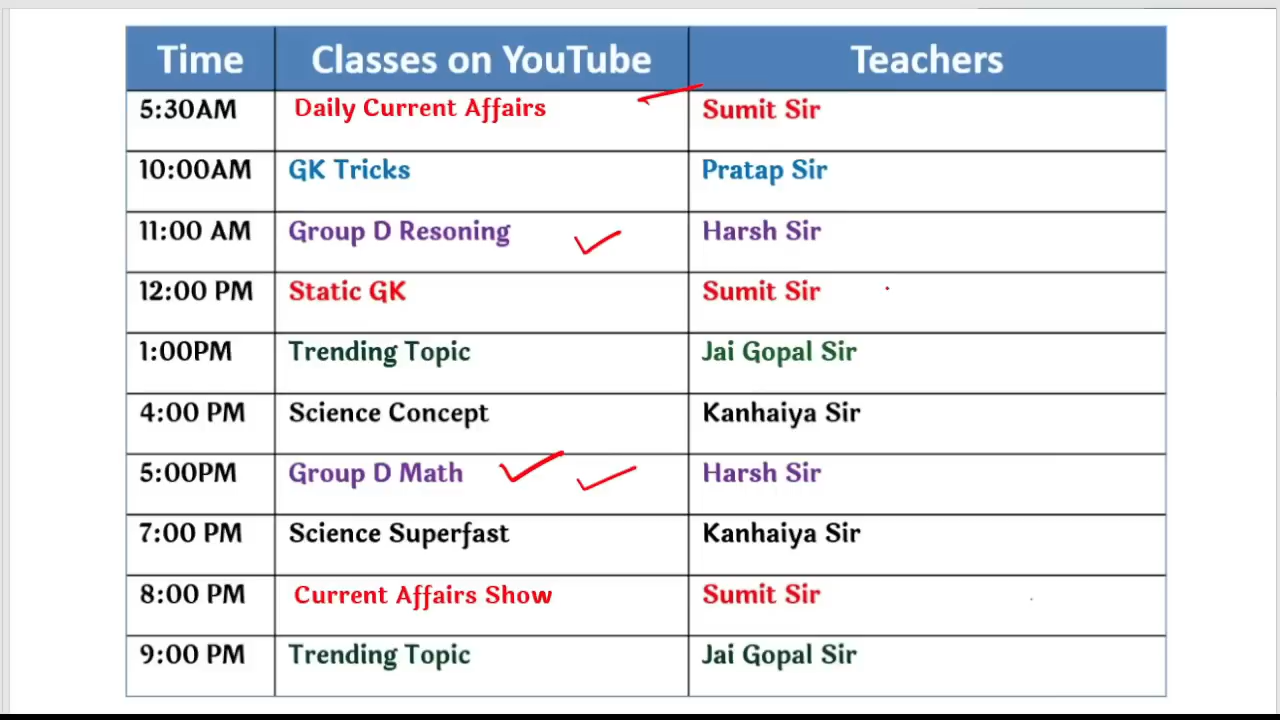 Time Classes on YouTube Teachers
5:30AM Daily Current Affairs Sumit Sir
10:00AM GK Tricks Pratap Sir
11:00 AM Group D Resoning Harsh Sir
12:00 PM Static GK Sumit Sir
1:00PM Trending Topic Jai Gopal Sir
4:00 PM Science Concept Kanhaiya Sir
5:00PM Group D Math Harsh Sir
7:00 PM Science Superfast Kanhaiya Sir
8:00 PM Current Affairs Show Sumit Sir
9:00 PM Trending Topic Jai Gopal Sir